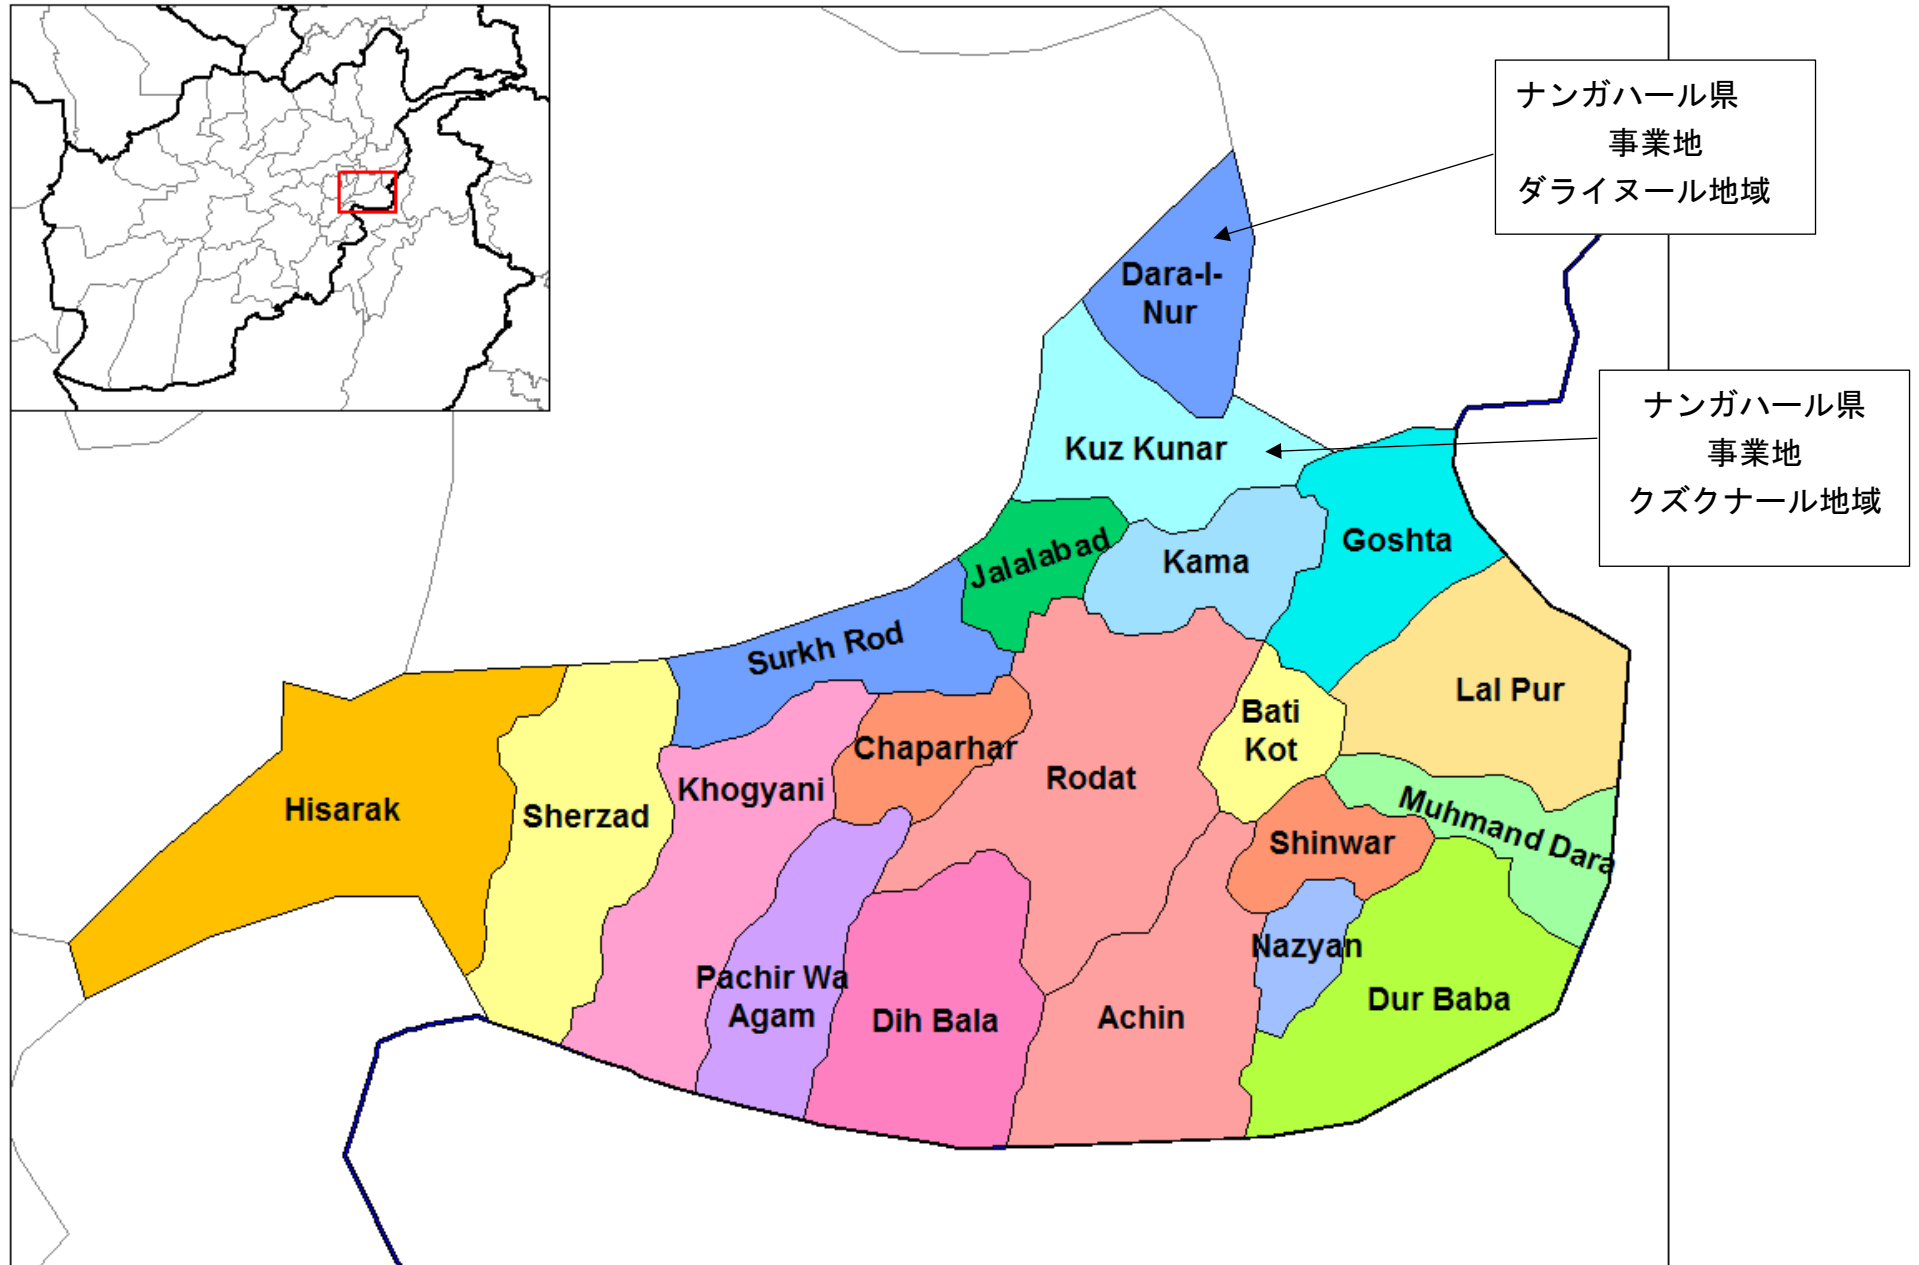 ナンガハール県
事業地
ダライヌール地域
Dara-I-
Nur
ナンガハール県
事業地
クズクナール地域
Kuz Kunar
Goshta
Jalalabad
Kama
Surkh Rod
Lal Pur
Bati
Kot
Chaparhar
Rodat
Khogyani
Hisarak
Sherzad
Muhmand Dara
Shinwar
Nazyan
Pachir Wa
Agam
Dih Bala
Achin
Dur Baba